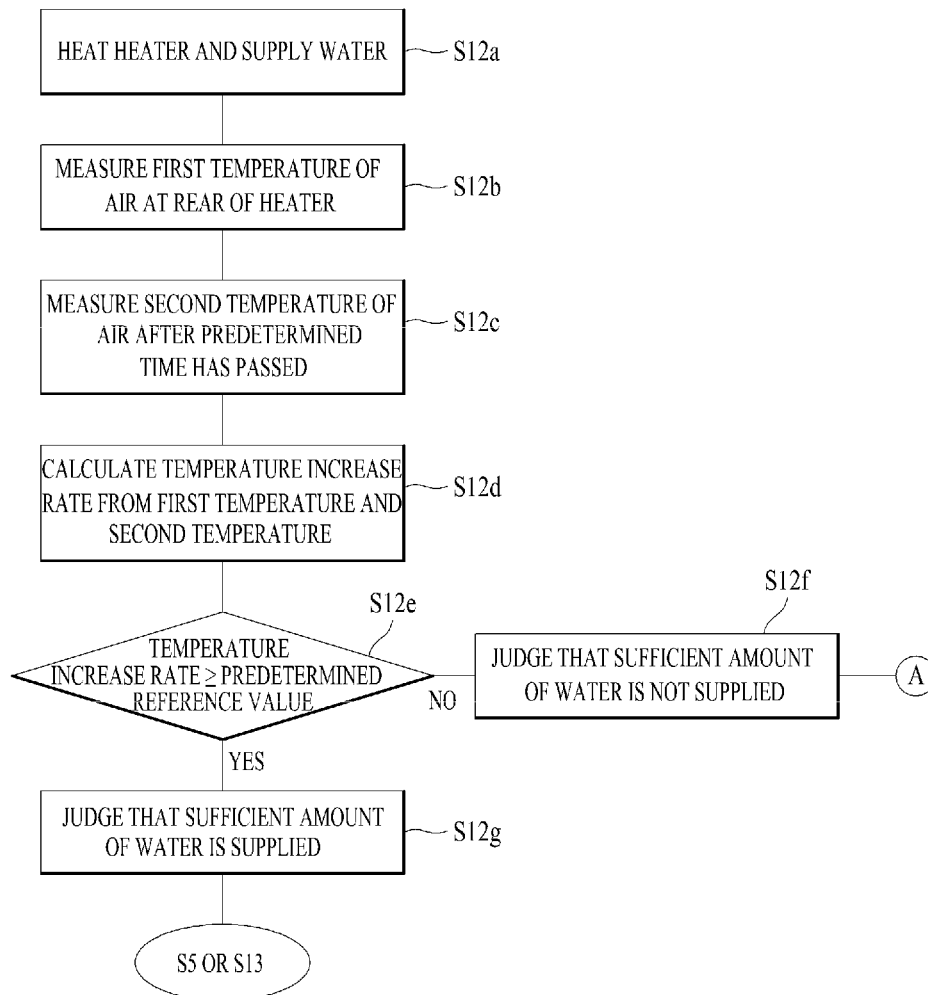 HEAT HEATER AND SUPPLY WATER
S12a
MEASURE FIRST TEMPERATURE OF
AIR AT REAR OF HEATER
S12b
MEASURE SECOND TEMPERATURE OF
AIR AFTER PREDETERMINED
TIME HAS PASSED
S12c
CALCULATE TEMPERATURE INCREASE
RATE FROM FIRST TEMPERATURE AND
SECOND TEMPERATURE
S12d
S12e
TEMPERATURE
INCREASE RATE ≥ PREDETERMINED
REFERENCE VALUE
NO
S12f
JUDGE THAT SUFFICIENT AMOUNT
OF WATER IS NOT SUPPLIED
A
YES
JUDGE THAT SUFFICIENT AMOUNT
OF WATER IS SUPPLIED
S12g
S5 OR S13